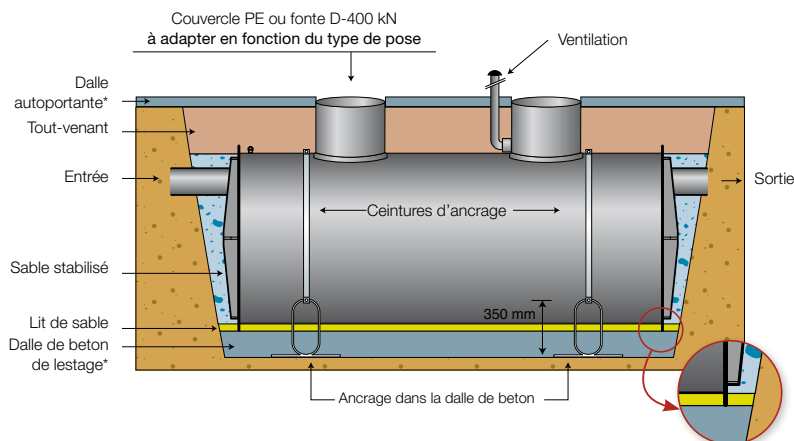 Couvercle PE ou fonte D-400 kN
à adapter en fonction du type de pose
Ventilation
Dalle
autoportante*
Tout-venant
Entrée
Sortie
Ceintures d'ancrage
Sable stabilisé
350 mm
Lit de sable
Dalle de beton
de lestage*
Ancrage dans la dalle de beton